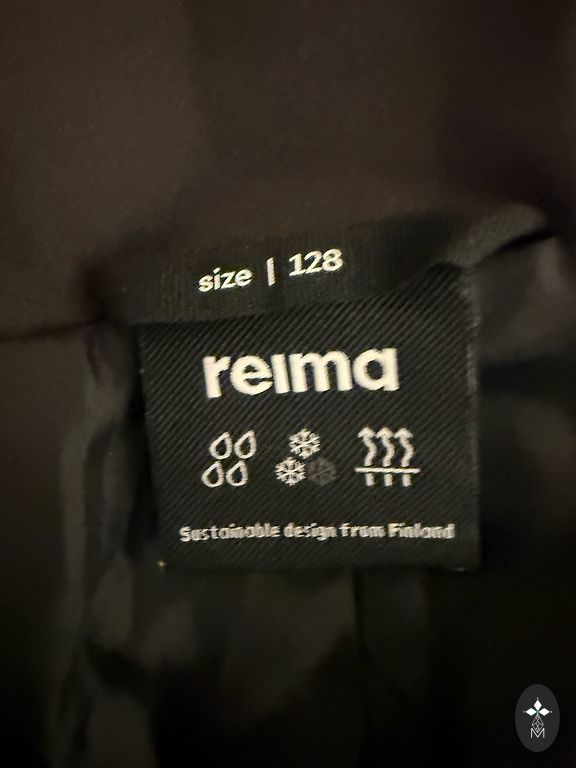 size | 128
reima
Sustainable design from Finland
M